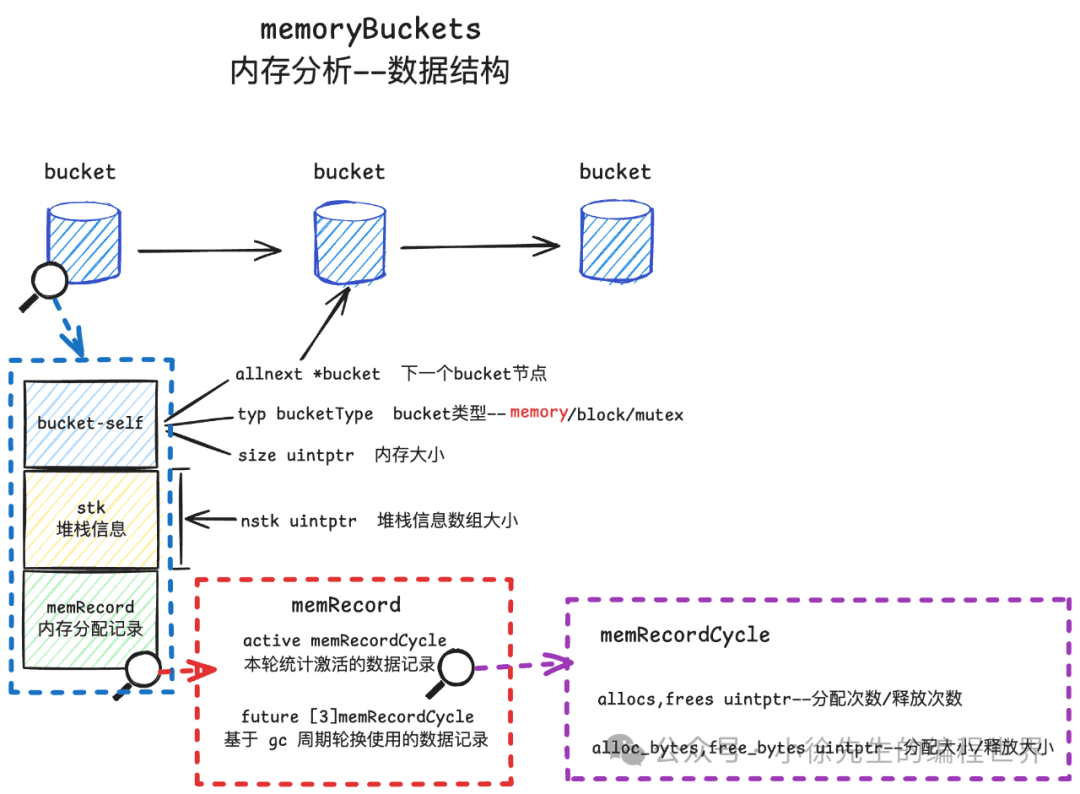 memoryBuckets
内存分析--数据结构
bucket
bucket
bucket
allnext *bucket 下一个bucket节点
bucket-self
typ bucketType bucket类型--memory/block/mutex
size uintptr 内存大小
stk
堆栈信息
nstk uintptr 堆栈信息数组大小
memRecord
内存分配记录
memRecord
active memRecordCycle
本轮统计激活的数据记录
future [3]memRecordCycle
基于 gc 周期轮换使用的数据记录
memRecordCycle
allocs,frees uintptr--分配次数/释放次数
alloc_bytes,free_bytes uintptr--分配大小/释放大小
公众号 · 小徐先生的编程世界